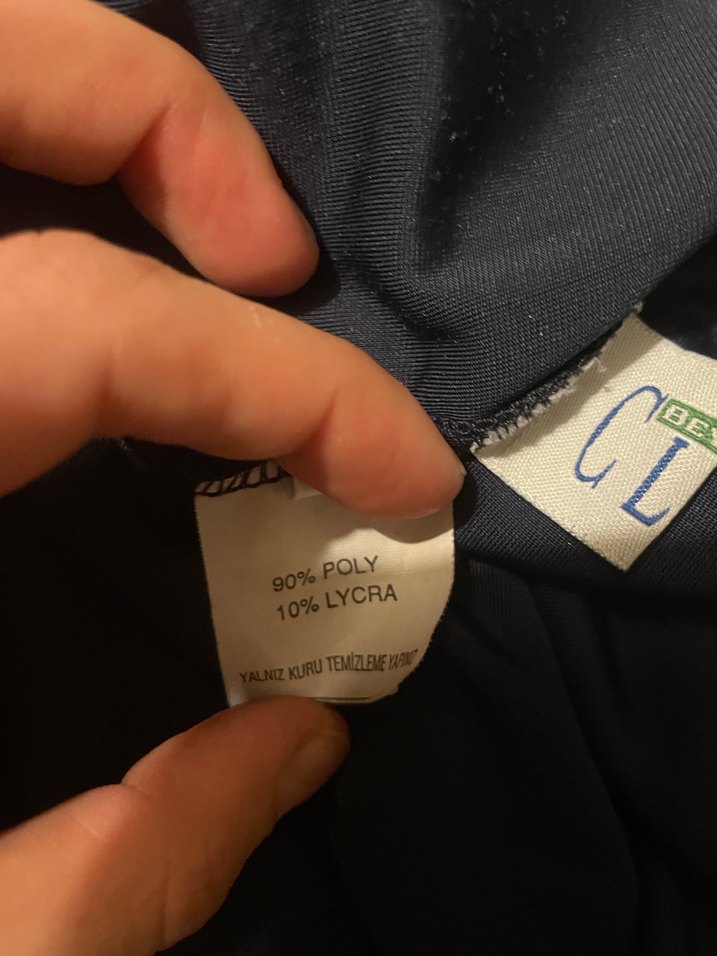 90% POLY
10% LYCRA
YALNIZ KURU TEMİZLEME YAPINIZ
CL